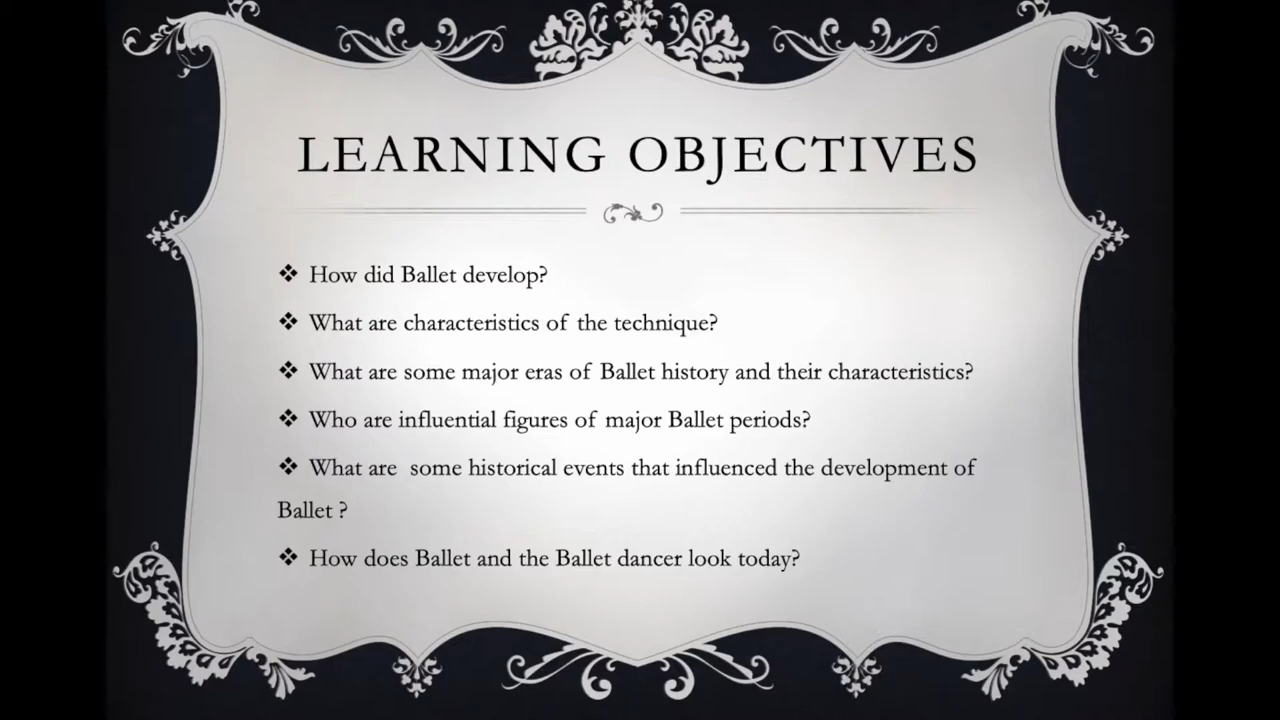 LEARNING OBJECTIVES
❖ How did Ballet develop?
❖ What are characteristics of the technique?
❖ What are some major eras of Ballet history and their characteristics?
❖ Who are influential figures of major Ballet periods?
❖ What are  some historical events that influenced the development of
Ballet ?
❖ How does Ballet and the Ballet dancer look today?